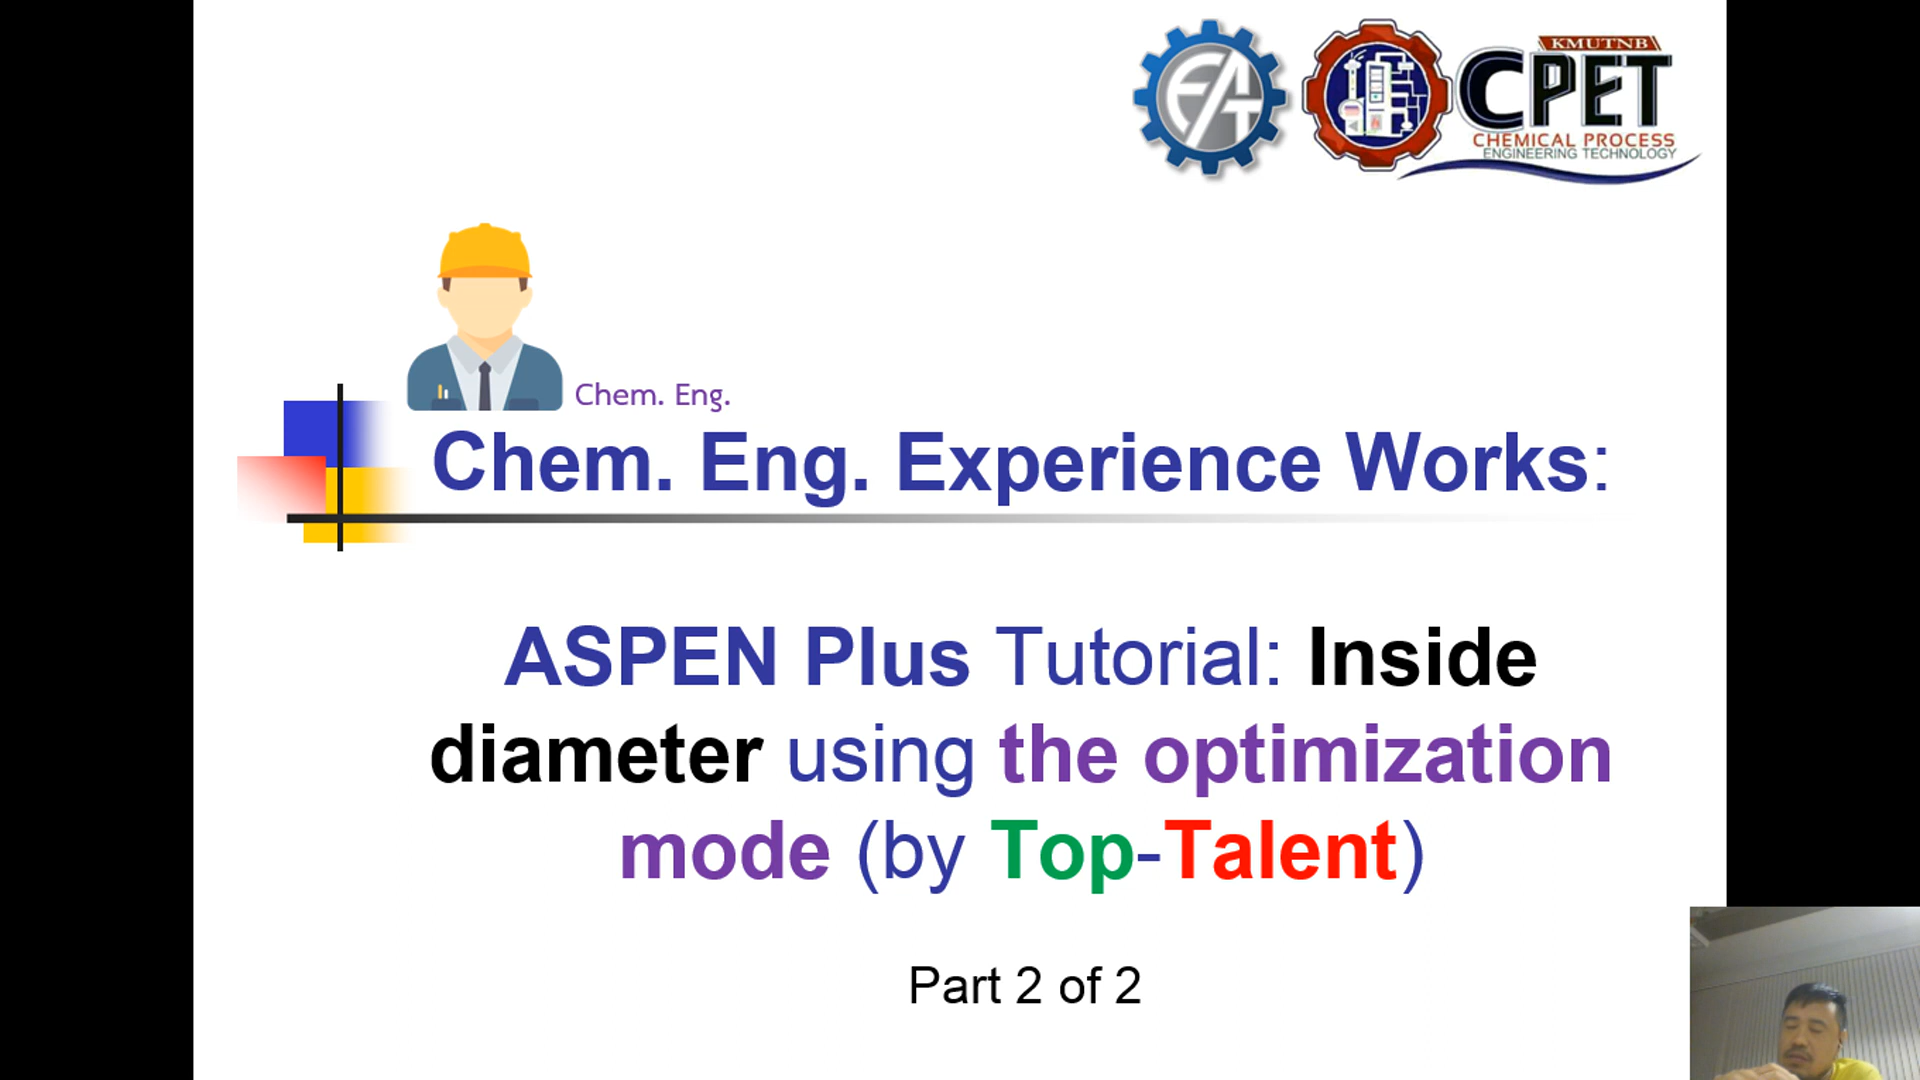 KMUTNB
CPET
CHEMICAL PROCESS
ENGINEERING TECHNOLOGY
Chem. Eng.
Chem. Eng. Experience Works:
ASPEN Plus Tutorial: Inside
diameter using the optimization
mode (by Top-Talent)
Part 2 of 2